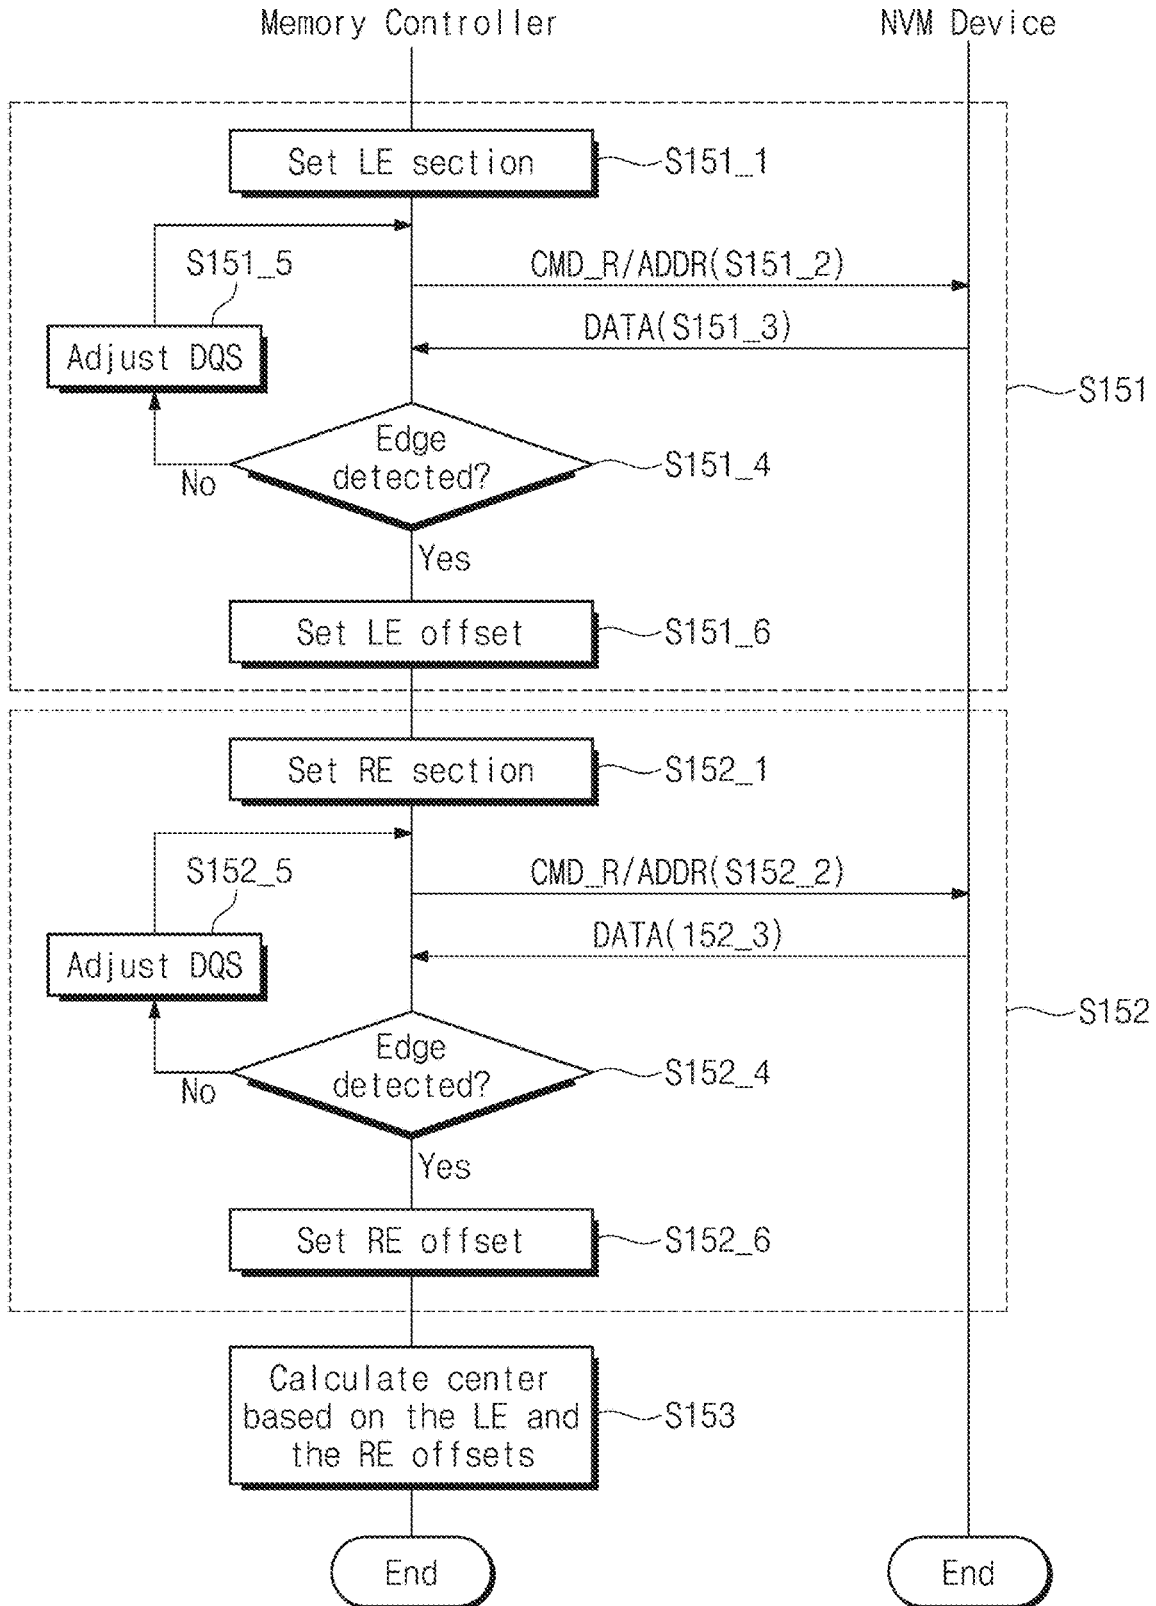 Memory Controller
NVM Device
Set LE section
S151_1
S151_5
CMD_R/ADDR(S151_2)
DATA(S151_3)
Adjust DQS
S151
Edge
detected?
S151_4
No
Yes
Set LE offset
S151_6
Set RE section
S152_1
S152_5
CMD_R/ADDR(S152_2)
DATA(152_3)
Adjust DQS
S152
Edge
detected?
S152_4
No
Yes
Set RE offset
S152_6
Calculate center
based on the LE and
the RE offsets
S153
End
End